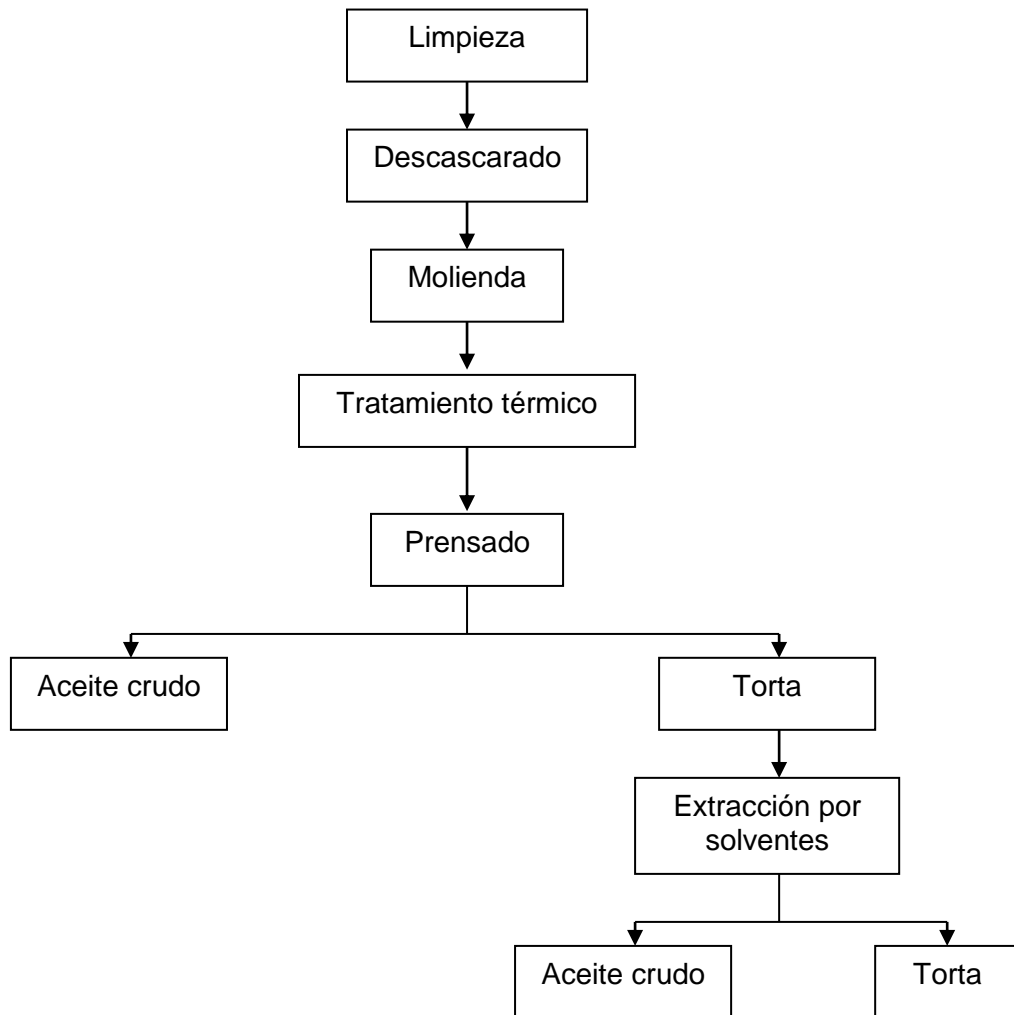 Limpieza
Descascarado
Molienda
Tratamiento térmico
Prensado
Aceite crudo
Torta
Extracción por
solventes
Aceite crudo
Torta